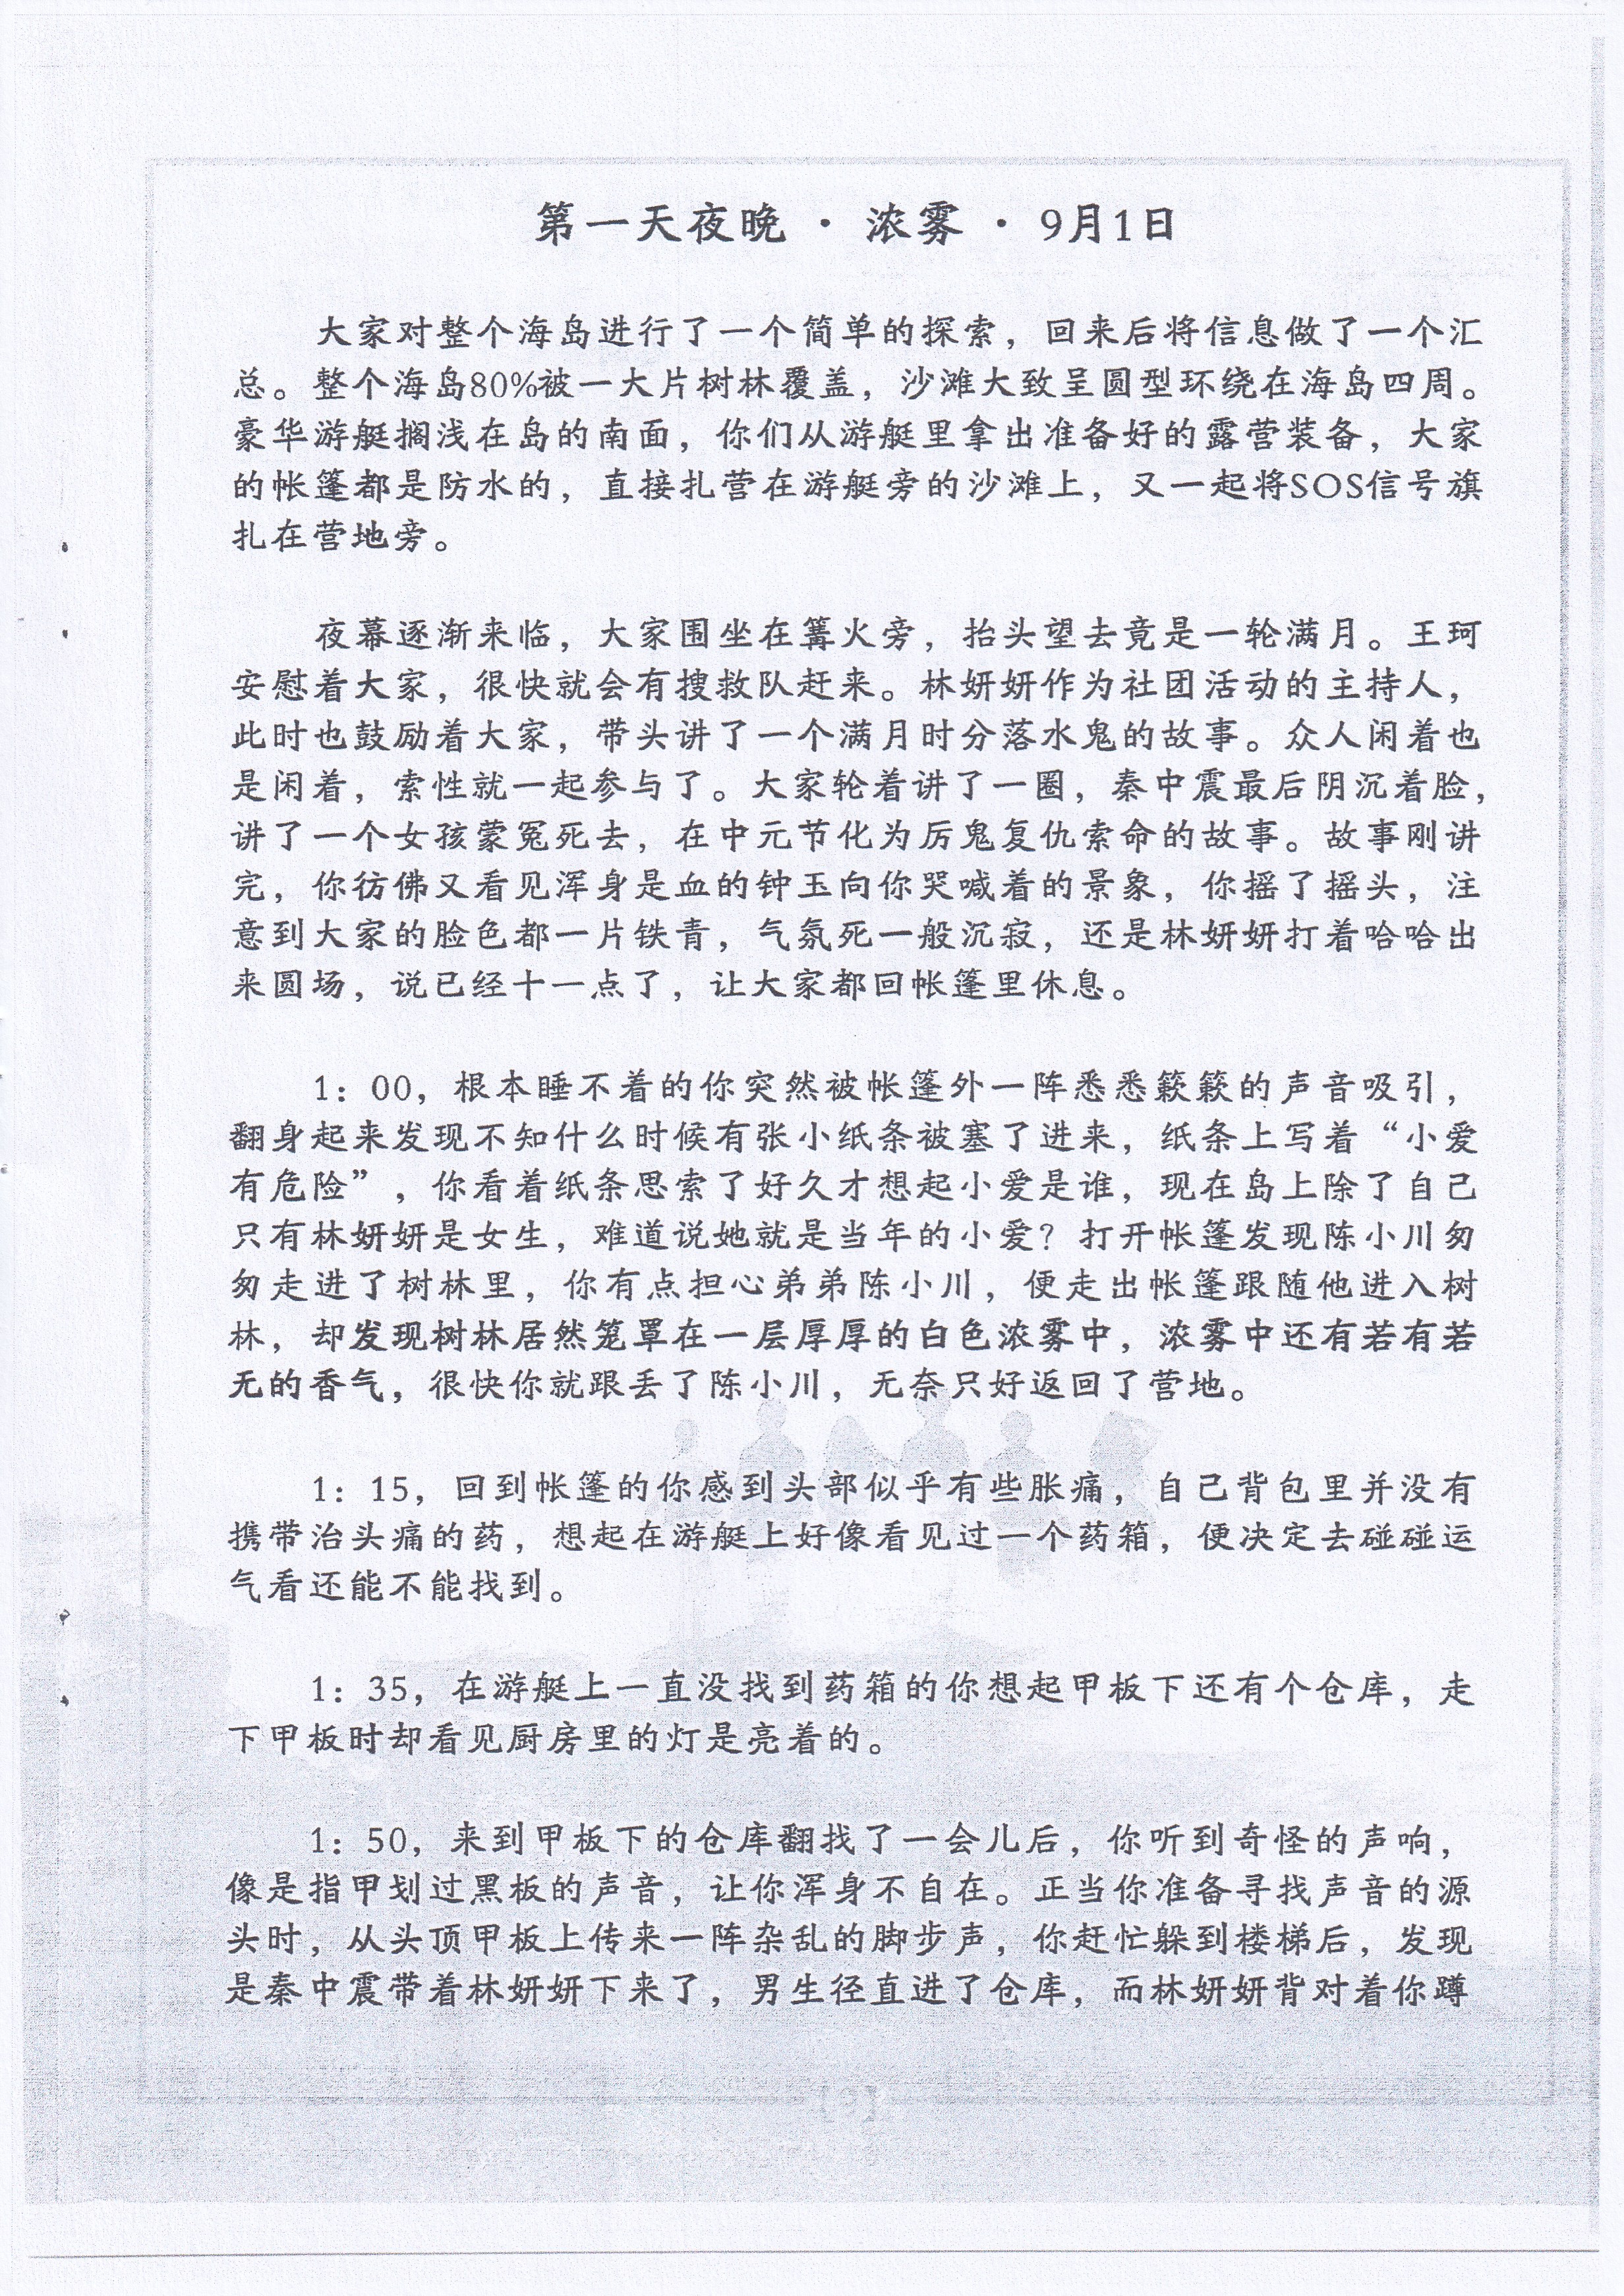 第一天夜晚 · 浓雾 · 9月1日
大家对整个海岛进行了一个简单的探索，回来后将信息做了一个汇
总。整个海岛80%被一大片树林覆盖，沙滩大致呈圆型环绕在海岛四周。
豪华游艇搁浅在岛的南面，你们从游艇里拿出准备好的露营装备，大家
的帐篷都是防水的，直接扎营在游艇旁的沙滩上，又一起将SOS信号旗
扎在营地旁。
夜幕逐渐来临，大家围坐在篝火旁，抬头望去竟是一轮满月。王珂
安慰着大家，很快就会有搜救队赶来。林妍妍作为社团活动的主持人，
此时也鼓励着大家，带头讲了一个满月时分落水鬼的故事。众人闲着也
是闲着，索性就一起参与了。大家轮着讲了一圈，秦中震最后阴沉着脸，
讲了一个女孩蒙冤死去，在中元节化为厉鬼复仇索命的故事。故事刚讲
完，你彷佛又看见浑身是血的钟玉向你哭喊着的景象，你摇了摇头，注
意到大家的脸色都一片铁青，气氛死一般沉寂，还是林妍妍打着哈哈出
来圆场，说已经十一点了，让大家都回帐篷里休息。
1：00，根本睡不着的你突然被帐篷外一阵悉悉簌簌的声音吸引，
翻身起来发现不知什么时候有张小纸条被塞了进来，纸条上写着“小爱
有危险”，你看着纸条思索了好久才想起小爱是谁，现在岛上除了自己
只有林妍妍是女生，难道说她就是当年的小爱？打开帐篷发现陈小川匆
匆走进了树林里，你有点担心弟弟陈小川，便走出帐篷跟随他进入树
林，却发现树林居然笼罩在一层厚厚的白色浓雾中，浓雾中还有若有若
无的香气，很快你就跟丢了陈小川，无奈只好返回了营地。
1：15，回到帐篷的你感到头部似乎有些胀痛，自己背包里并没有
携带治头痛的药，想起在游艇上好像看见过一个药箱，便决定去碰碰运
气看还能不能找到。
1：35，在游艇上一直没找到药箱的你想起甲板下还有个仓库，走
下甲板时却看见厨房里的灯是亮着的。
1：50，来到甲板下的仓库翻找了一会儿后，你听到奇怪的声响，
像是指甲划过黑板的声音，让你浑身不自在。正当你准备寻找声音的源
头时，从头顶甲板上传来一阵杂乱的脚步声，你赶忙躲到楼梯后，发现
是秦中震带着林妍妍下来了，男生径直进了仓库，而林妍妍背对着你蹲